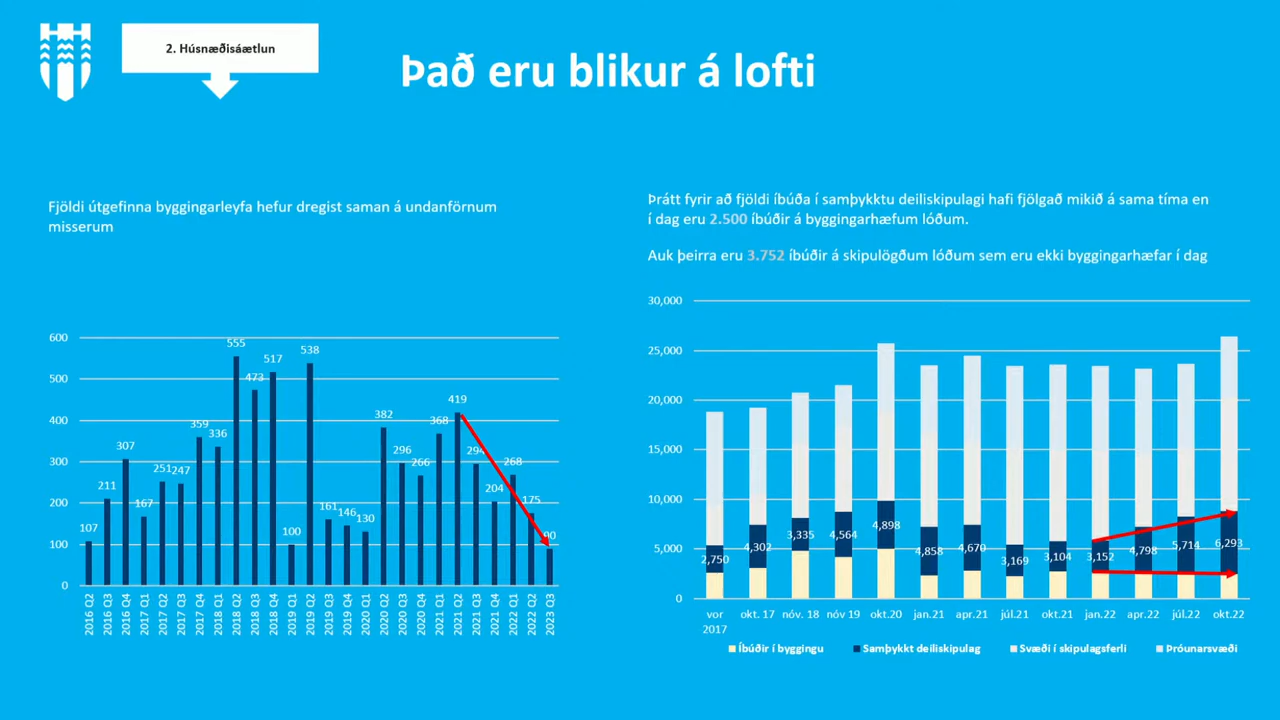 2. Húsnæðisáætlun
Það eru blikur á lofti
Fjöldi útgefinna byggingarleyfa hefur dregist saman á undanförnum
misserum
Þrátt fyrir að fjöldi íbúða í samþykktu deiliskipulagi hafi fjölgað mikið á sama tíma en
í dag eru 2.500 íbúðir á byggingarhæfum lóðum.
Auk þeirra eru 3.752 íbúðir á skipulögðum lóðum sem eru ekki byggingarhæfar í dag
600
500
400
300
200
100
0
107
211
307
167
251
247
359
336
555
473
517
100
538
161
146
130
382
296
266
368
419
294
204
268
175
2016 Q2
2016 Q3
2016 Q4
2017 Q1
2017 Q2
2017 Q3
2017 Q4
2018 Q1
2018 Q2
2018 Q3
2018 Q4
2019 Q1
2019 Q2
2019 Q3
2019 Q4
2020 Q1
2020 Q2
2020 Q3
2020 Q4
2021 Q1
2021 Q2
2021 Q3
2021 Q4
2022 Q1
2022 Q2
2023 Q3
30,000
25,000
20,000
15,000
10,000
5,000
0
2,750
4,302
3,335
4,564
4,898
4,858
4,670
3,169
3,104
3,152
4,798
5,714
6,293
vor
2017
okt. 17
nóv. 18
nóv 19
okt.20
jan.21
apr.21
júl.21
okt.21
jan.22
apr.22
júl.22
okt.22
Íbúðir í byggingu
Samþykkt deiliskipulag
Svæði í skipulagsferli
Þróunarsvæði